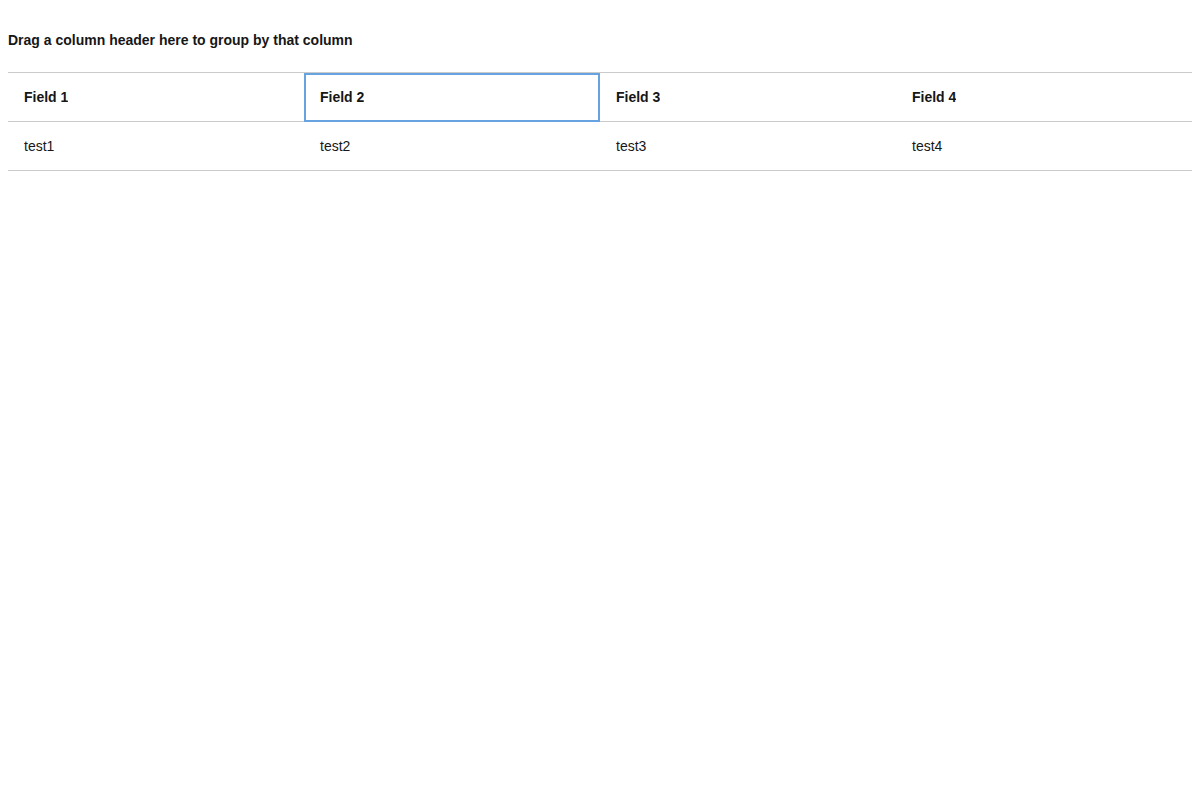 Drag a column header here to group by that column
Field 1 Field 2 Field 3 Field 4
test1 test2 test3 test4